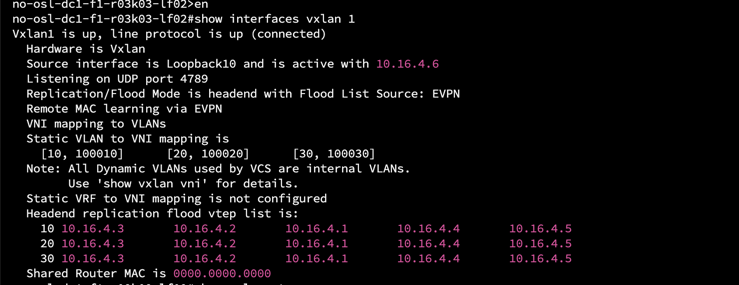 no-osl-dc1-f1-r03k03-lf02>en
no-osl-dc1-f1-r03k03-lf02#show interfaces vxlan 1
Vxlan1 is up, line protocol is up (connected)
  Hardware is Vxlan
  Source interface is Loopback10 and is active with 10.16.4.6
  Listening on UDP port 4789
  Replication/Flood Mode is headend with Flood List Source: EVPN
  Remote MAC learning via EVPN
  VNI mapping to VLANs
  Static VLAN to VNI mapping is
    [10, 100010]      [20, 100020]      [30, 100030]
  Note: All Dynamic VLANs used by VCS are internal VLANs.
        Use 'show vxlan vni' for details.
  Static VRF to VNI mapping is not configured
  Headend replication flood vtep list is:
    10 10.16.4.3       10.16.4.2       10.16.4.1       10.16.4.4       10.16.4.5
    20 10.16.4.3       10.16.4.2       10.16.4.1       10.16.4.4       10.16.4.5
    30 10.16.4.3       10.16.4.2       10.16.4.1       10.16.4.4       10.16.4.5
  Shared Router MAC is 0000.0000.0000